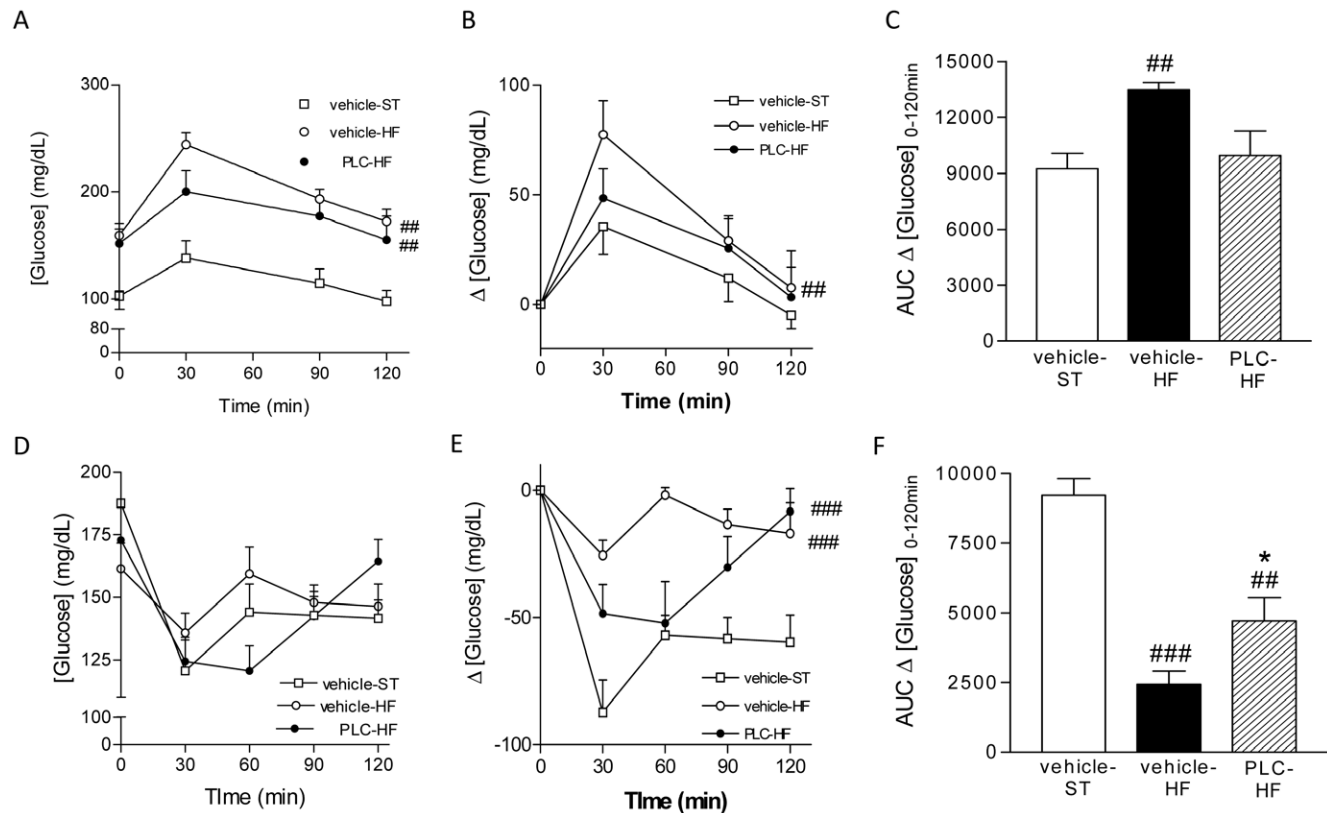 A
[Glucose] (mg/dL)
300
200
100
80
0
vehicle-ST
vehicle-HF
PLC-HF
##
##
0 30 60 90 120
Time (min)
B
Δ [Glucose] (mg/dL)
100
50
0
vehicle-ST
vehicle-HF
PLC-HF
##
0 30 60 90 120
Time (min)
C
AUC Δ [Glucose] 0-120min
15000
12000
9000
6000
3000
0
##
vehicle-
ST
vehicle-
HF
PLC-
HF
D
[Glucose] (mg/dL)
200
175
150
125
100
0
vehicle-ST
vehicle-HF
PLC-HF
0 30 60 90 120
TIme (min)
E
Δ [Glucose] (mg/dL)
0
-50
-100
###
###
vehicle-ST
vehicle-HF
PLC-HF
0 30 60 90 120
TIme (min)
F
AUC Δ [Glucose] 0-120min
10000
7500
5000
2500
0
###
*
##
vehicle-
ST
vehicle-
HF
PLC-
HF